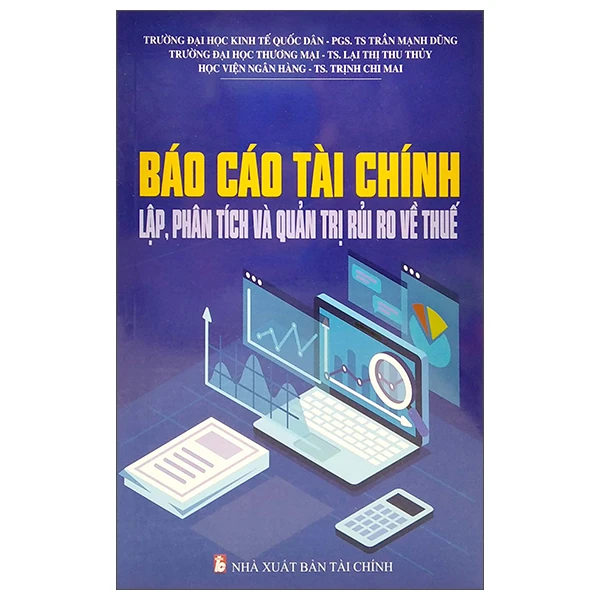 TRƯỜNG ĐẠI HỌC KINH TẾ QUỐC DÂN - PGS. TS TRẦN MẠNH DŨNG
TRƯỜNG ĐẠI HỌC THƯƠNG MẠI - TS. LẠI THỊ THU THỦY
HỌC VIỆN NGÂN HÀNG - TS. TRỊNH CHI MAI
BÁO CÁO TÀI CHÍNH
LẬP, PHÂN TÍCH VÀ QUẢN TRỊ RỦI RO VỀ THUẾ
NHÀ XUẤT BẢN TÀI CHÍNH